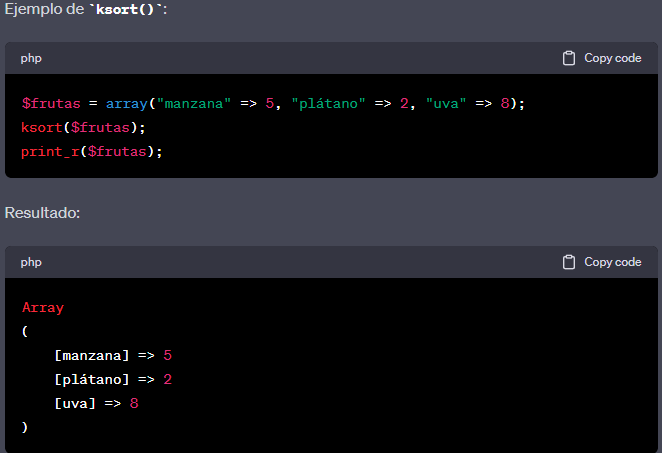 Ejemplo de `ksort()`:
php Copy code
$frutas = array("manzana" => 5, "plátano" => 2, "uva" => 8);
ksort($frutas);
print_r($frutas);
Resultado:
php Copy code
Array
(
    [manzana] => 5
    [plátano] => 2
    [uva] => 8
)